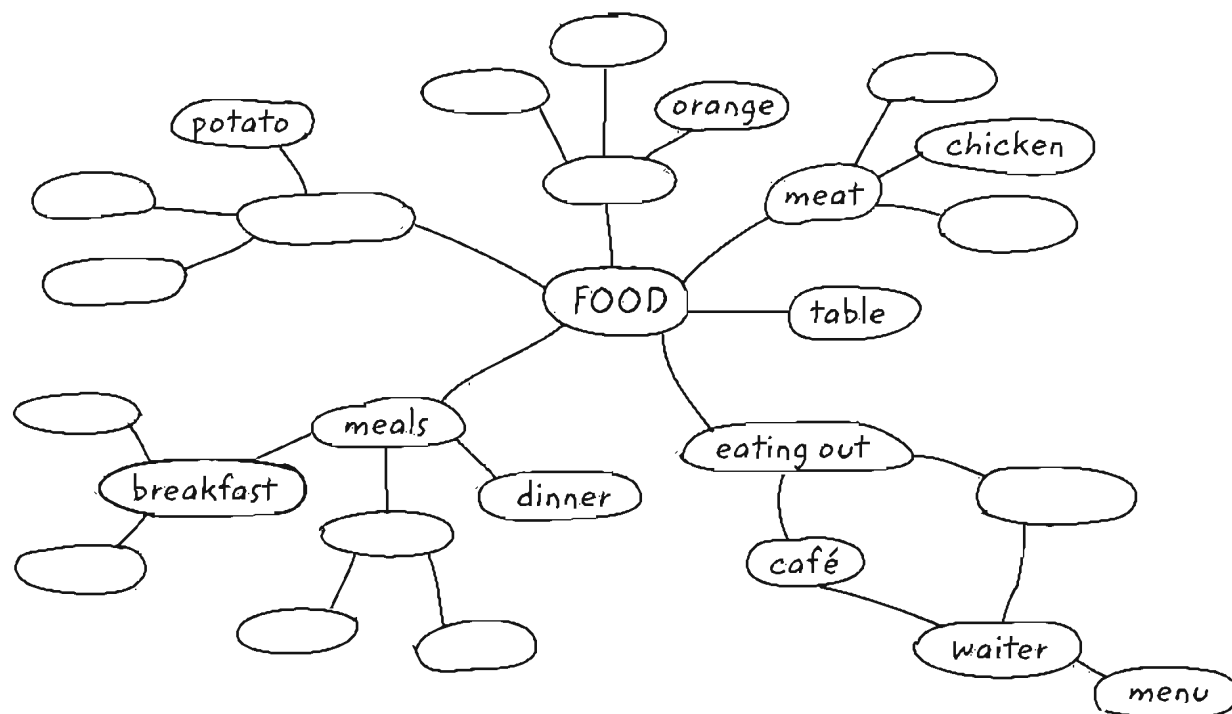 orange
potato
chicken
meat
FOOD
table
meals
eating out
breakfast
dinner
café
waiter
menu